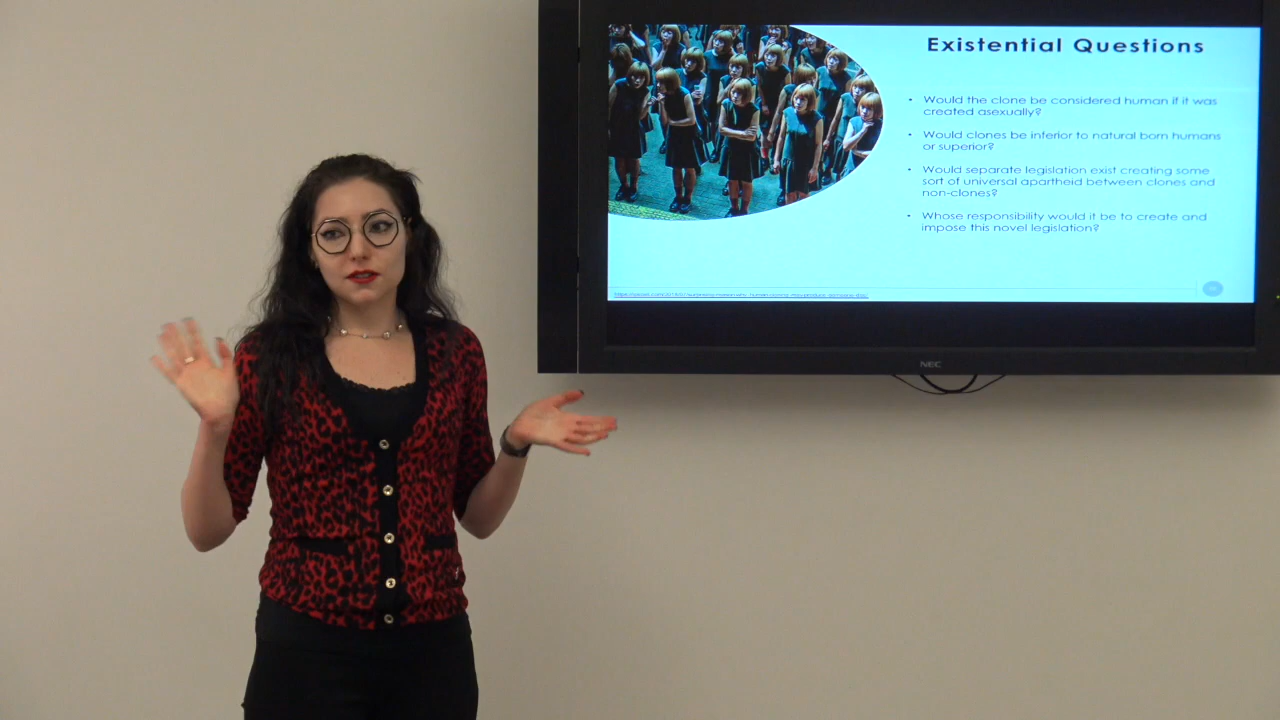 Existential Questions
• Would the clone be considered human if it was
created asexually?
• Would clones be inferior to natural born humans
or superior?
• Would separate legislation exist creating some
sort of universal apartheid between clones and
non-clones?
• Whose responsibility would it be to create and
impose this novel legislation?
NEC